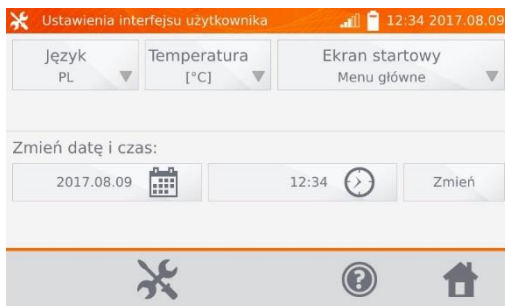 Ustawienia interfejsu użytkownika 12:34 2017.08.09
Język Temperatura Ekran startowy
PL [°C] Menu główne
Zmień datę i czas:
2017.08.09 12:34 Zmień
?